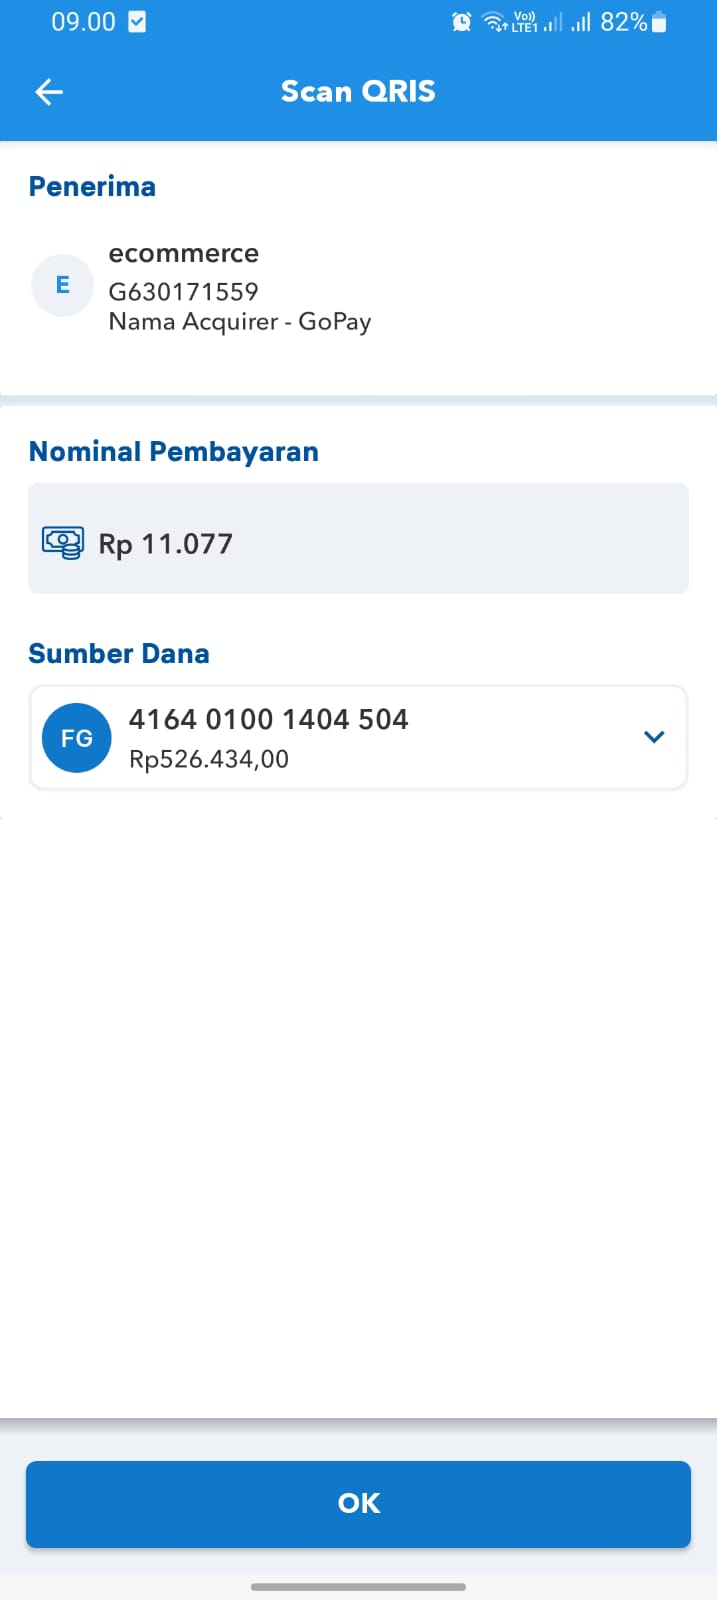 09.00 Vo)) LTE1 82%
Scan QRIS
Penerima
E
ecommerce
G630171559
Nama Acquirer - GoPay
Nominal Pembayaran
Rp 11.077
Sumber Dana
FG
4164 0100 1404 504
Rp526.434,00
OK